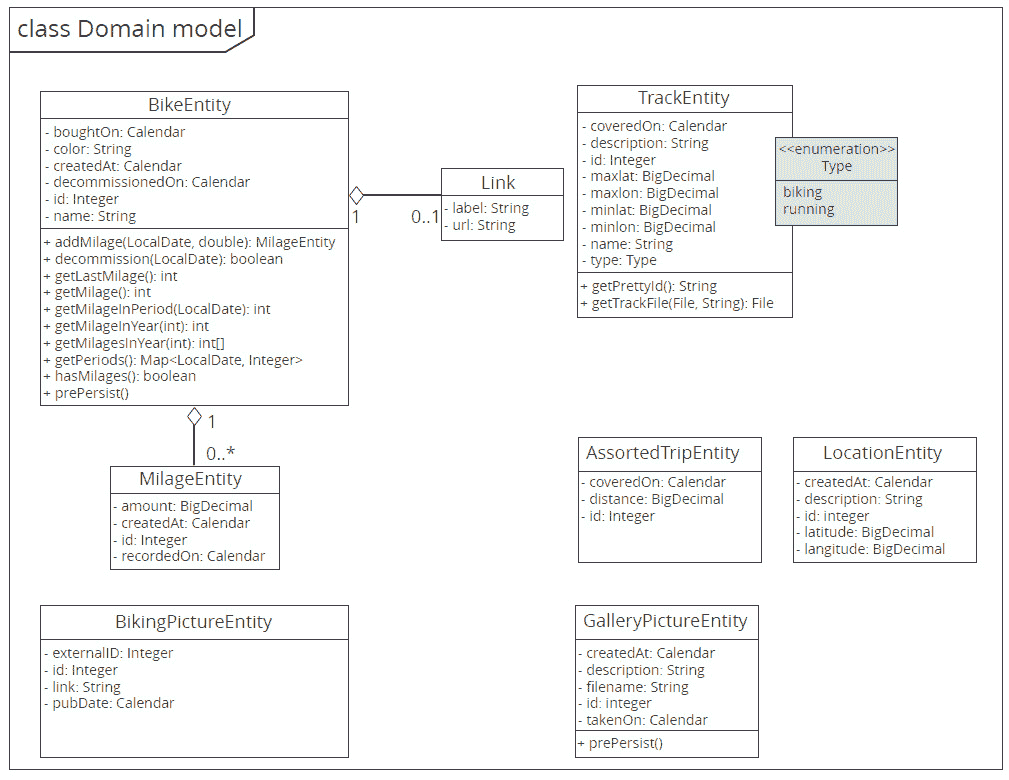 class Domain model
BikeEntity
- boughtOn: Calendar
- color: String
- createdAt: Calendar
- decommissionedOn: Calendar
- id: Integer
- name: String
+ addMilage(LocalDate, double): MilageEntity
+ decommission(LocalDate): boolean
+ getLastMilage(): int
+ getMilage(): int
+ getMilageInPeriod(LocalDate): int
+ getMilageInYear(int): int
+ getMilagesInYear(int): int[]
+ getPeriods(): Map<LocalDate, Integer>
+ hasMilages(): boolean
+ prePersist()
1
0..1
Link
- label: String
- url: String
TrackEntity
- coveredOn: Calendar
- description: String
- id: Integer
- maxlat: BigDecimal
- maxlon: BigDecimal
- minlat: BigDecimal
- minlon: BigDecimal
- name: String
- type: Type
+ getPrettyId(): String
+ getTrackFile(File, String): File
<<enumeration>>
Type
biking
running
1
0..*
MilageEntity
- amount: BigDecimal
- createdAt: Calendar
- id: Integer
- recordedOn: Calendar
AssortedTripEntity
- coveredOn: Calendar
- distance: BigDecimal
- id: Integer
LocationEntity
- createdAt: Calendar
- description: String
- id: integer
- latitude: BigDecimal
- langitude: BigDecimal
BikingPictureEntity
- externalID: Integer
- id: Integer
- link: String
- pubDate: Calendar
GalleryPictureEntity
- createdAt: Calendar
- description: String
- filename: String
- id: integer
- takenOn: Calendar
+ prePersist()